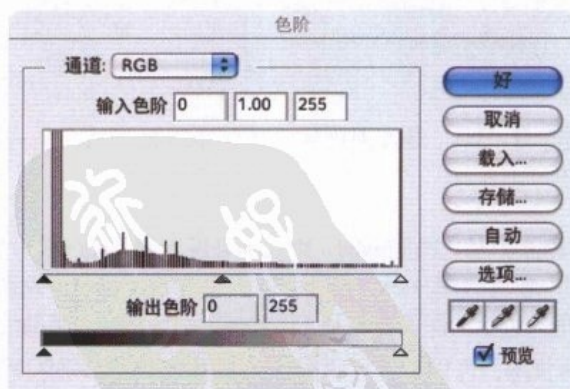 色阶
通道: RGB
输入色阶 0 1.00 255
输出色阶 0 255
好
取消
载入...
存储...
自动
选项...
预览